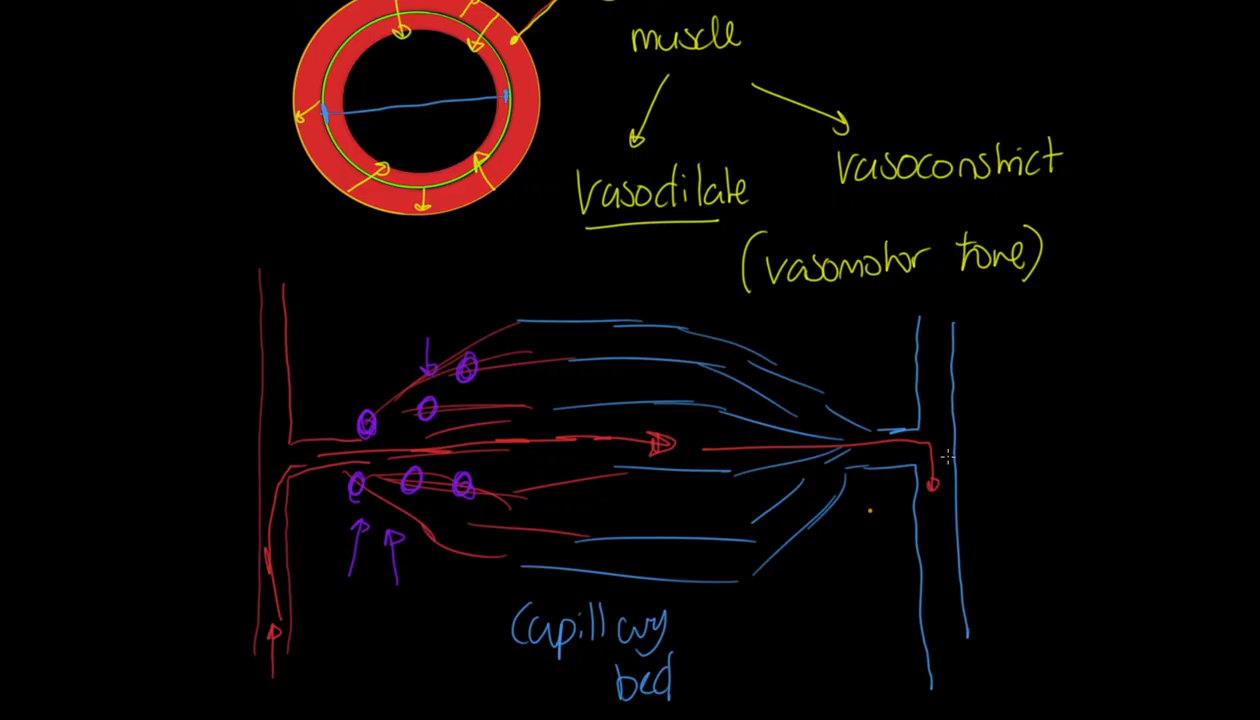 muscle
vasodilate
vasoconstrict
(vasomotor tone)
Capillary
bed